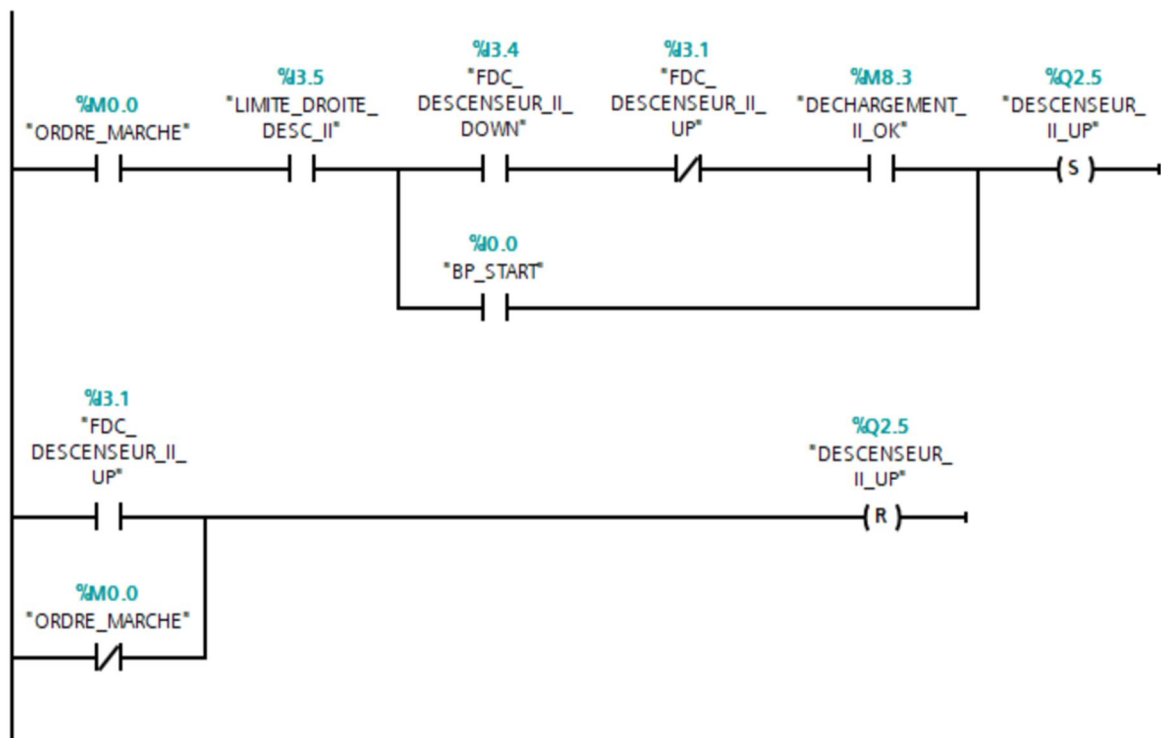 %M0.0
"ORDRE_MARCHE"
%I3.5
"LIMITE_DROITE_
DESC_II"
%I3.4
"FDC_
DESCENSEUR_II_
DOWN"
%I3.1
"FDC_
DESCENSEUR_II_
UP"
%M8.3
"DECHARGEMENT_
II_OK"
%Q2.5
"DESCENSEUR_
II_UP"
S
%I0.0
"BP_START"
%I3.1
"FDC_
DESCENSEUR_II_
UP"
%Q2.5
"DESCENSEUR_
II_UP"
R
%M0.0
"ORDRE_MARCHE"